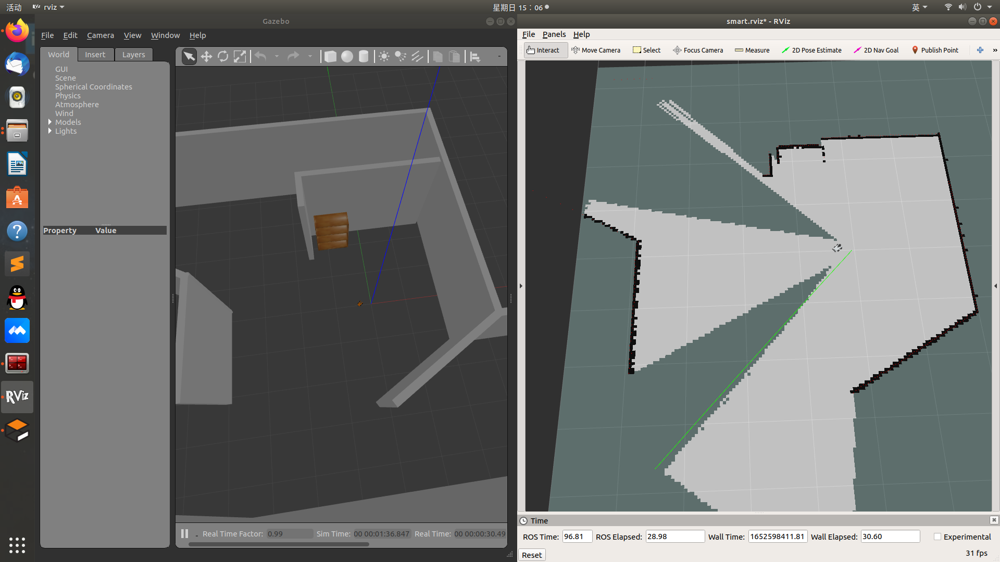 活动
rviz
星期日 15：06
英
Gazebo
File Edit Camera View Window Help
World Insert Layers
GUI
Scene
Spherical Coordinates
Physics
Atmosphere
Wind
Models
Lights
Property Value
Real Time Factor: 0.99 Sim Time: 00 00:01:36.847 Real Time: 00 00:00:30.49
smart.rviz* - RViz
File Panels Help
Interact Move Camera Select Focus Camera Measure 2D Pose Estimate 2D Nav Goal Publish Point
Time
ROS Time: 96.81 ROS Elapsed: 28.98 Wall Time: 1652598411.81 Wall Elapsed: 30.60 Experimental
Reset
31 fps
RViz